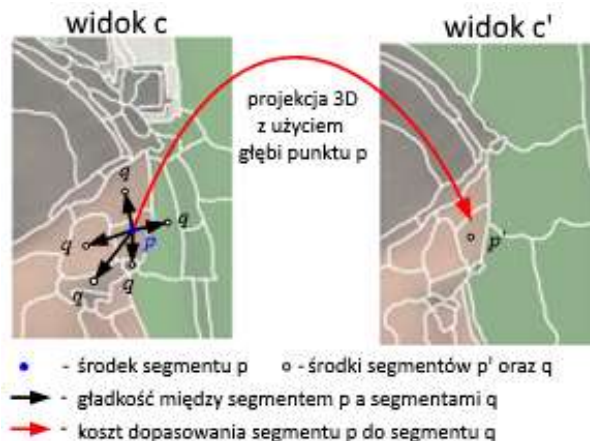 widok c
widok c'
projekcja 3D
z użyciem
głębi punktu p
q
q
q
p
q
q
p'
- środek segmentu p
- środki segmentów p' oraz q
- gładkość między segmentem p a segmentami q
- koszt dopasowania segmentu p do segmentu q